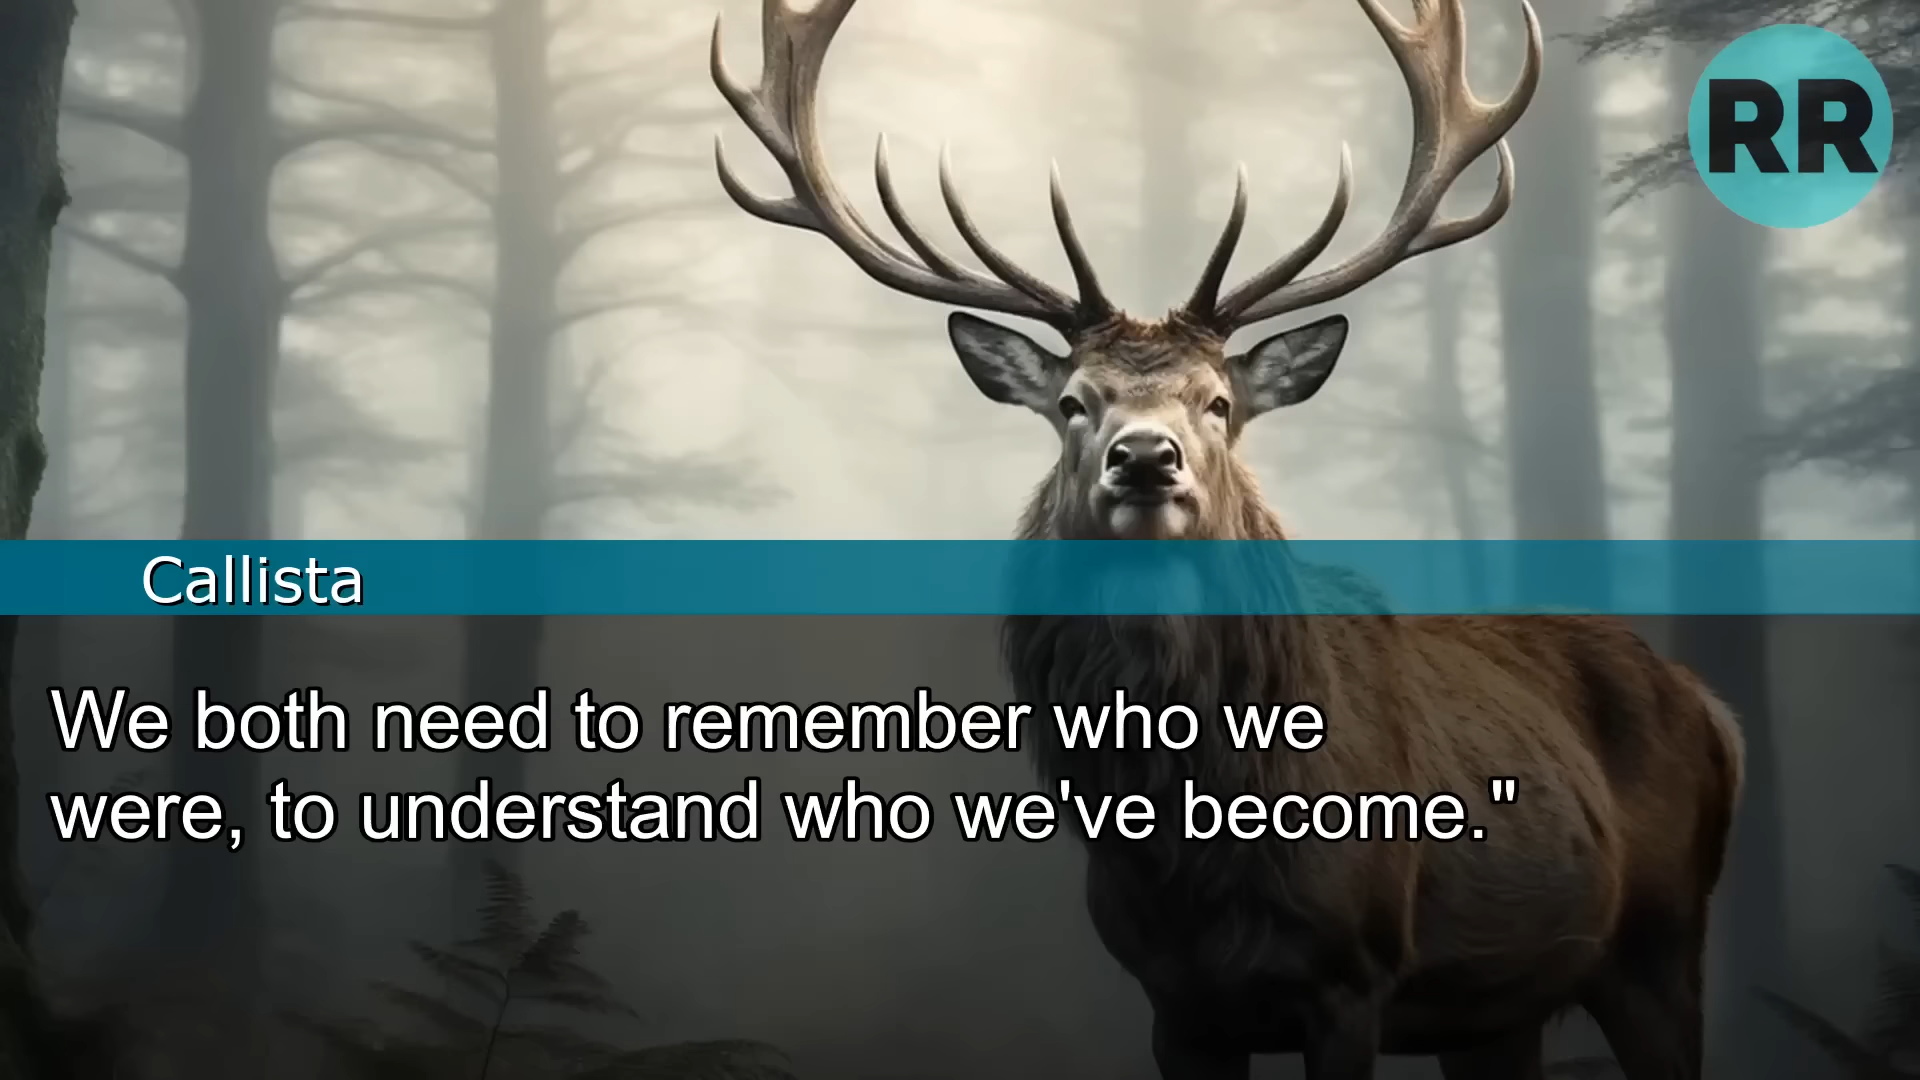 RR
Callista
We both need to remember who we
were, to understand who we've become."